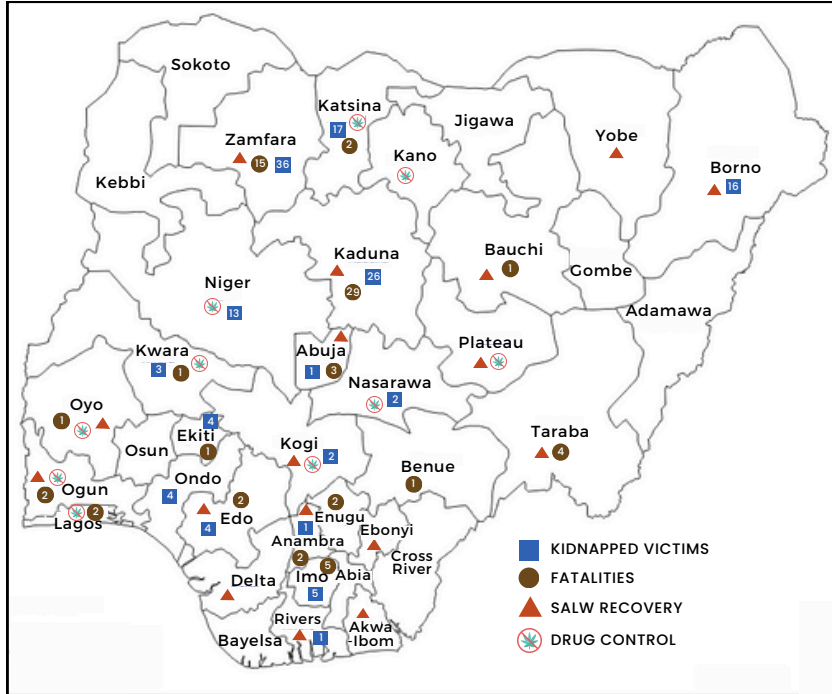 Sokoto
Katsina
17
2
Jigawa
Zamfara
15
36
Kano
Yobe
Borno
16
Kebbi
Kaduna
26
29
Bauchi
1
Gombe
Niger
13
Adamawa
Kwara
3
1
Abuja
1
3
Plateau
Nasarawa
2
Oyo
1
Osun
Ekiti
4
1
Kogi
2
Taraba
4
Benue
1
Ogun
2
Ondo
4
Lagos
2
Edo
2
4
Enugu
2
1
Anambra
2
Ebonyi
Cross
River
Imo
5
5
Abia
Delta
Bayelsa
Rivers
1
Akwa
-Ibom
KIDNAPPED VICTIMS
FATALITIES
SALW RECOVERY
DRUG CONTROL